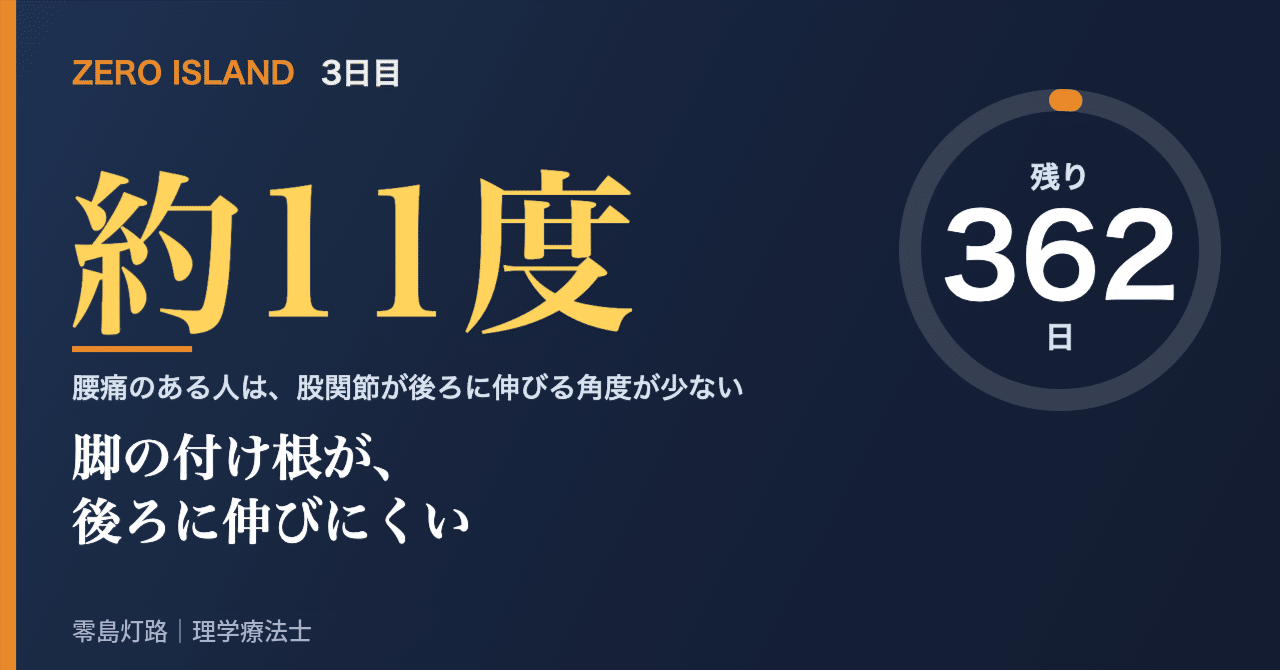 ZERO ISLAND 3日目
約11度
腰痛のある人は、股関節が後ろに伸びる角度が少ない
脚の付け根が、
後ろに伸びにくい
零島灯路｜理学療法士
残り
362
日